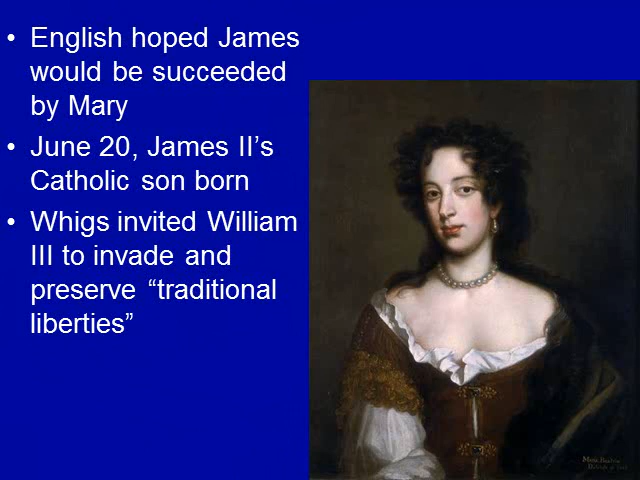 • English hoped James
would be succeeded
by Mary
• June 20, James II’s
Catholic son born
• Whigs invited William
III to invade and
preserve “traditional
liberties”